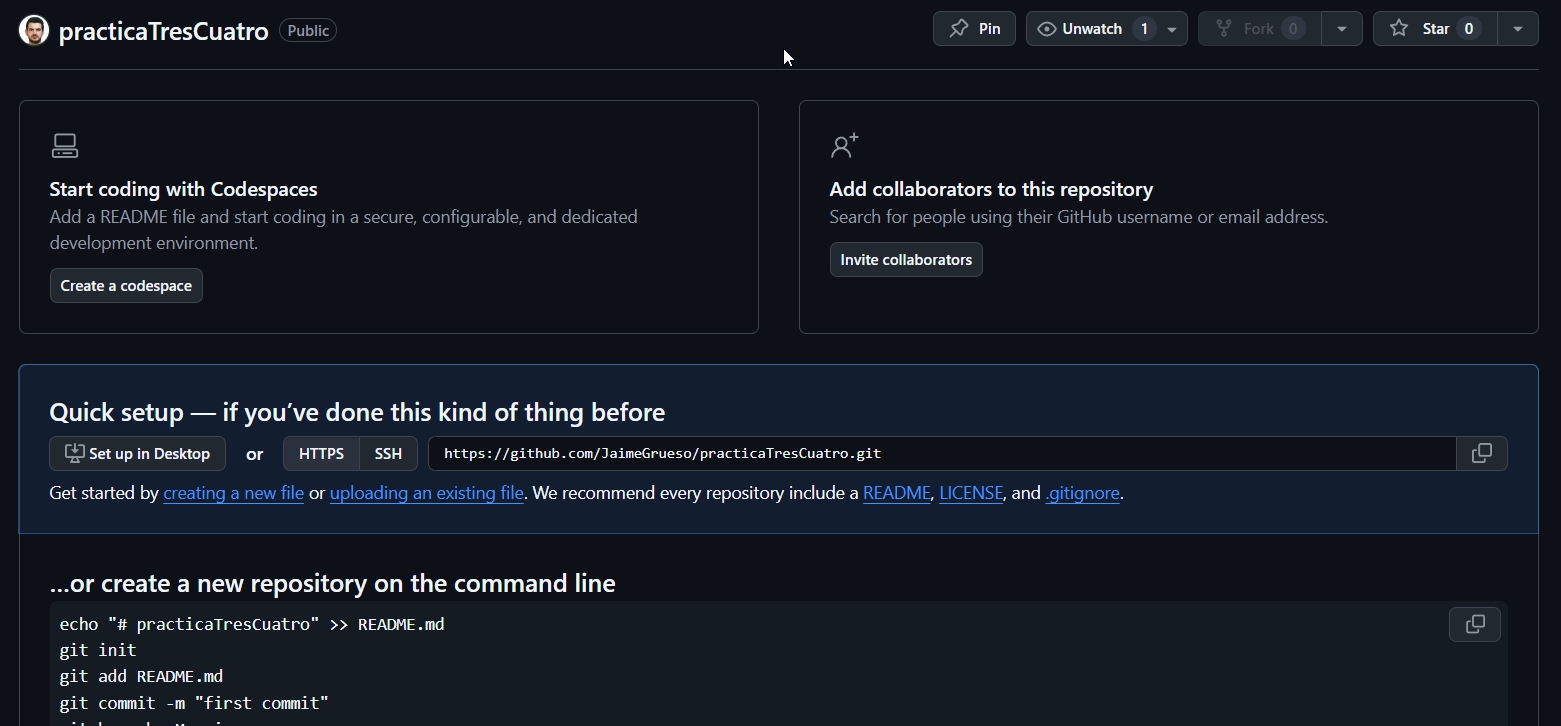 practicaTresCuatro Public Pin Unwatch 1 Fork 0 Star 0
Start coding with Codespaces
Add a README file and start coding in a secure, configurable, and dedicated
development environment.
Create a codespace
Add collaborators to this repository
Search for people using their GitHub username or email address.
Invite collaborators
Quick setup — if you’ve done this kind of thing before
Set up in Desktop or HTTPS SSH https://github.com/JaimeGrueso/practicaTresCuatro.git
Get started by creating a new file or uploading an existing file. We recommend every repository include a README, LICENSE, and .gitignore.
…or create a new repository on the command line
echo "# practicaTresCuatro" >> README.md
git init
git add README.md
git commit -m "first commit"